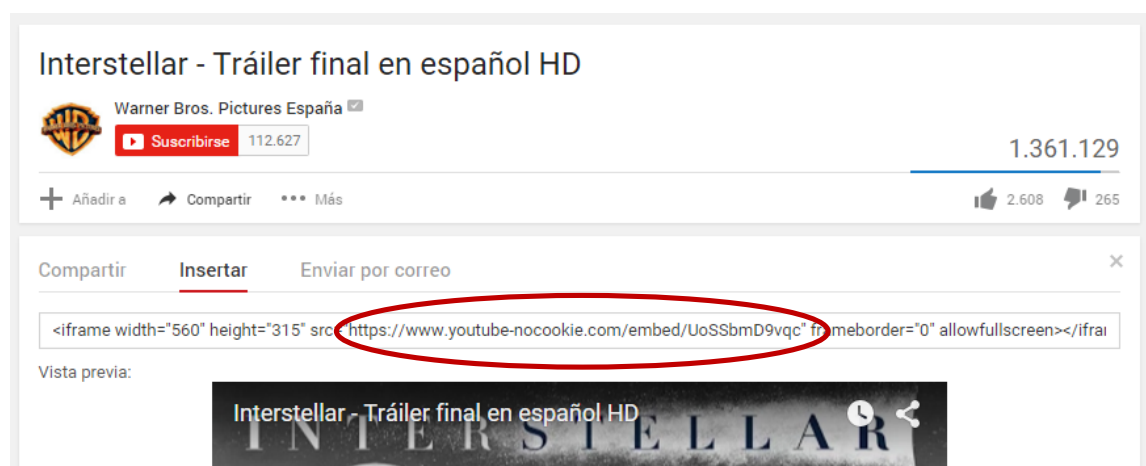 Interstellar - Tráiler final en español HD
Warner Bros. Pictures España
Suscribirse 112.627
1.361.129
Añadir a Compartir Más
2.608 265
Compartir Insertar Enviar por correo
<iframe width="560" height="315" src="https://www.youtube-nocookie.com/embed/UoSSbmD9vqc" frameborder="0" allowfullscreen></ifrar
Vista previa:
Interstellar - Tráiler final en español HD
INTERSTELLAR